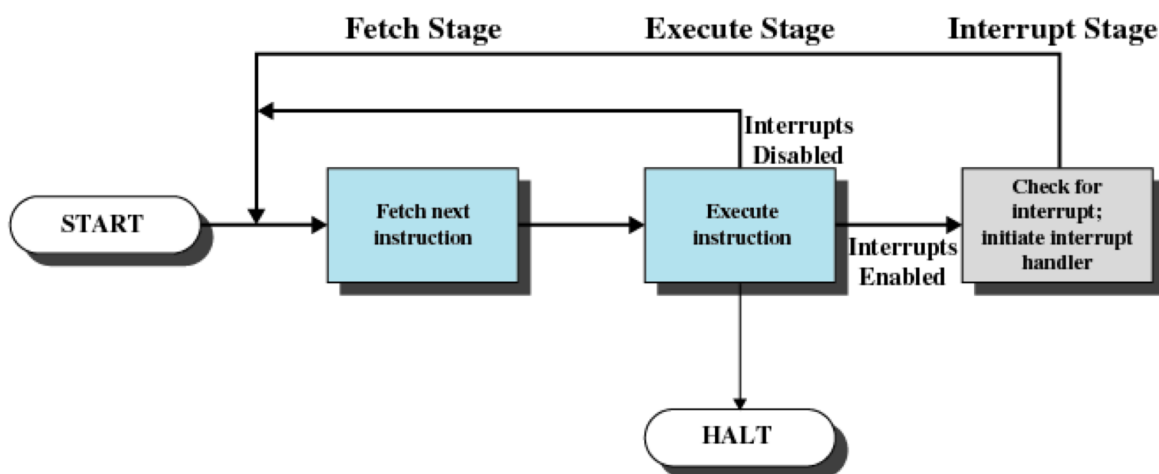 Fetch Stage
Execute Stage
Interrupt Stage
Interrupts
Disabled
START
Fetch next
instruction
Execute
instruction
Interrupts
Enabled
Check for
interrupt;
initiate interrupt
handler
HALT